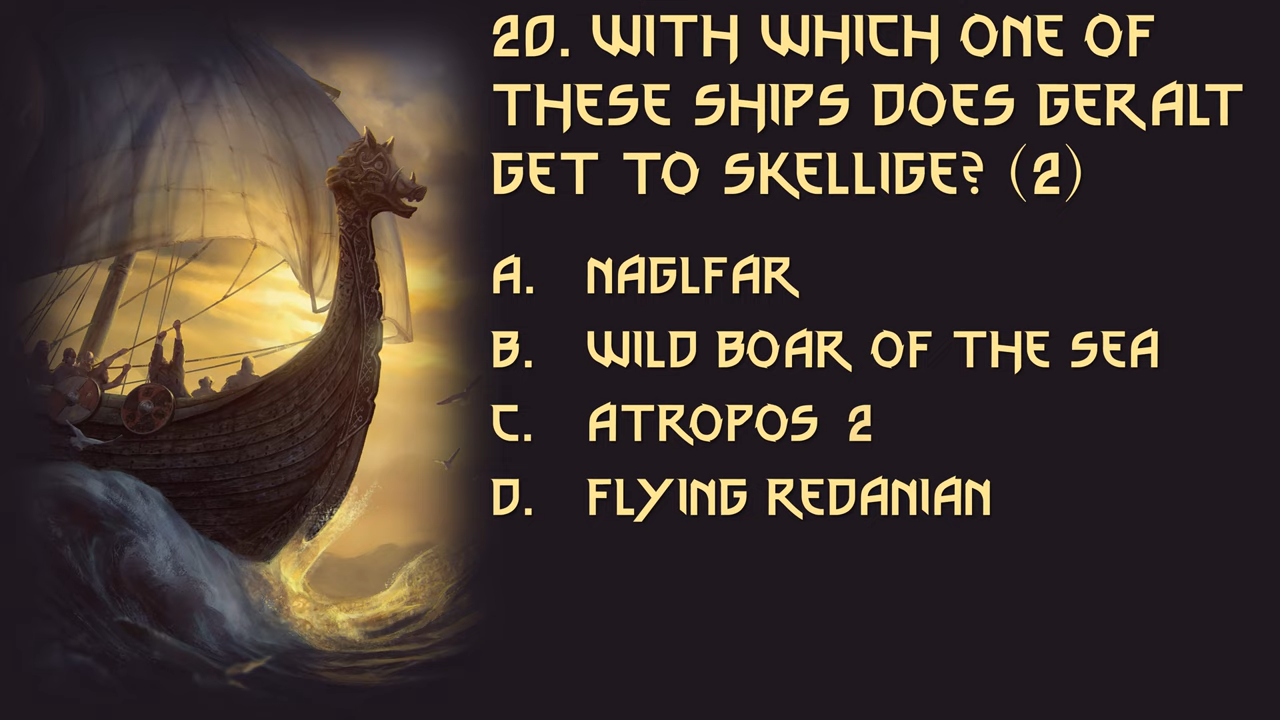 20. WITH WHICH ONE OF
THESE SHIPS DOES GERALT
GET TO SKELLIGE? (2)
A. NAGLFAR
B. WILD BOAR OF THE SEA
C. ATROPOS 2
D. FLYING REDANIAN